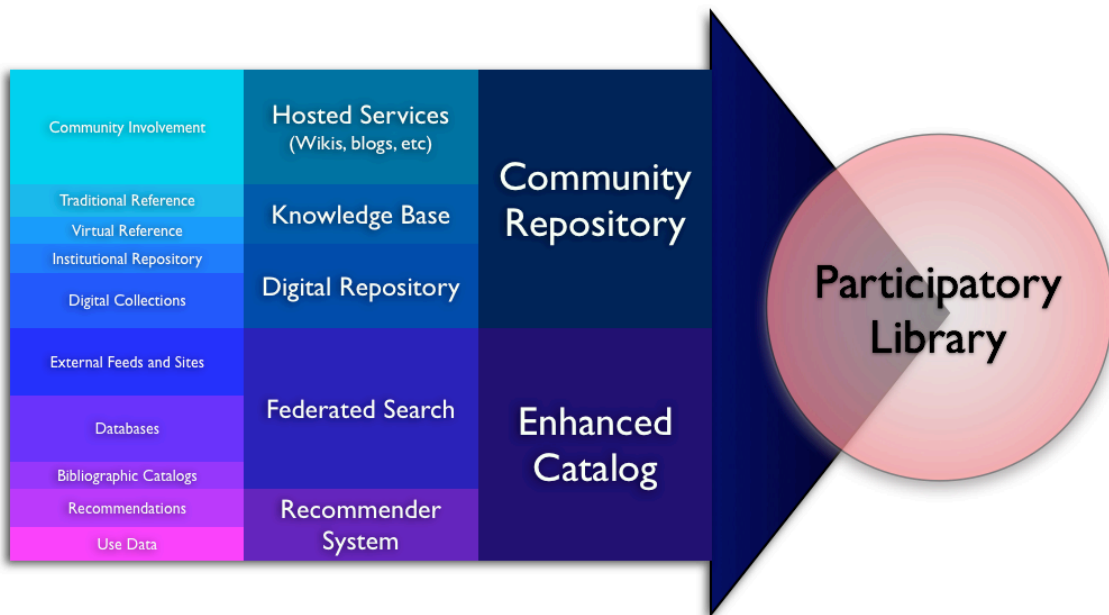 Community Involvement
Traditional Reference
Virtual Reference
Institutional Repository
Digital Collections
External Feeds and Sites
Databases
Bibliographic Catalogs
Recommendations
Use Data
Hosted Services
(Wikis, blogs, etc)
Knowledge Base
Digital Repository
Federated Search
Recommender
System
Community
Repository
Enhanced
Catalog
Participatory
Library